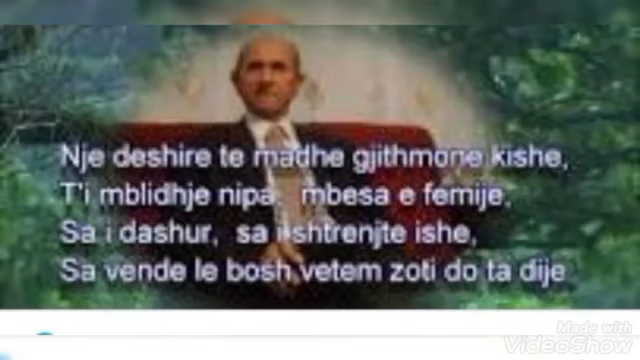 Nje deshire te madhe gjithmone kishe,
T'i mblidhje nipa, mbesa e femije,
Sa i dashur, sa i shtrenjte ishe,
Sa vende le bosh vetem zoti do ta dije
Made with
VideoShow